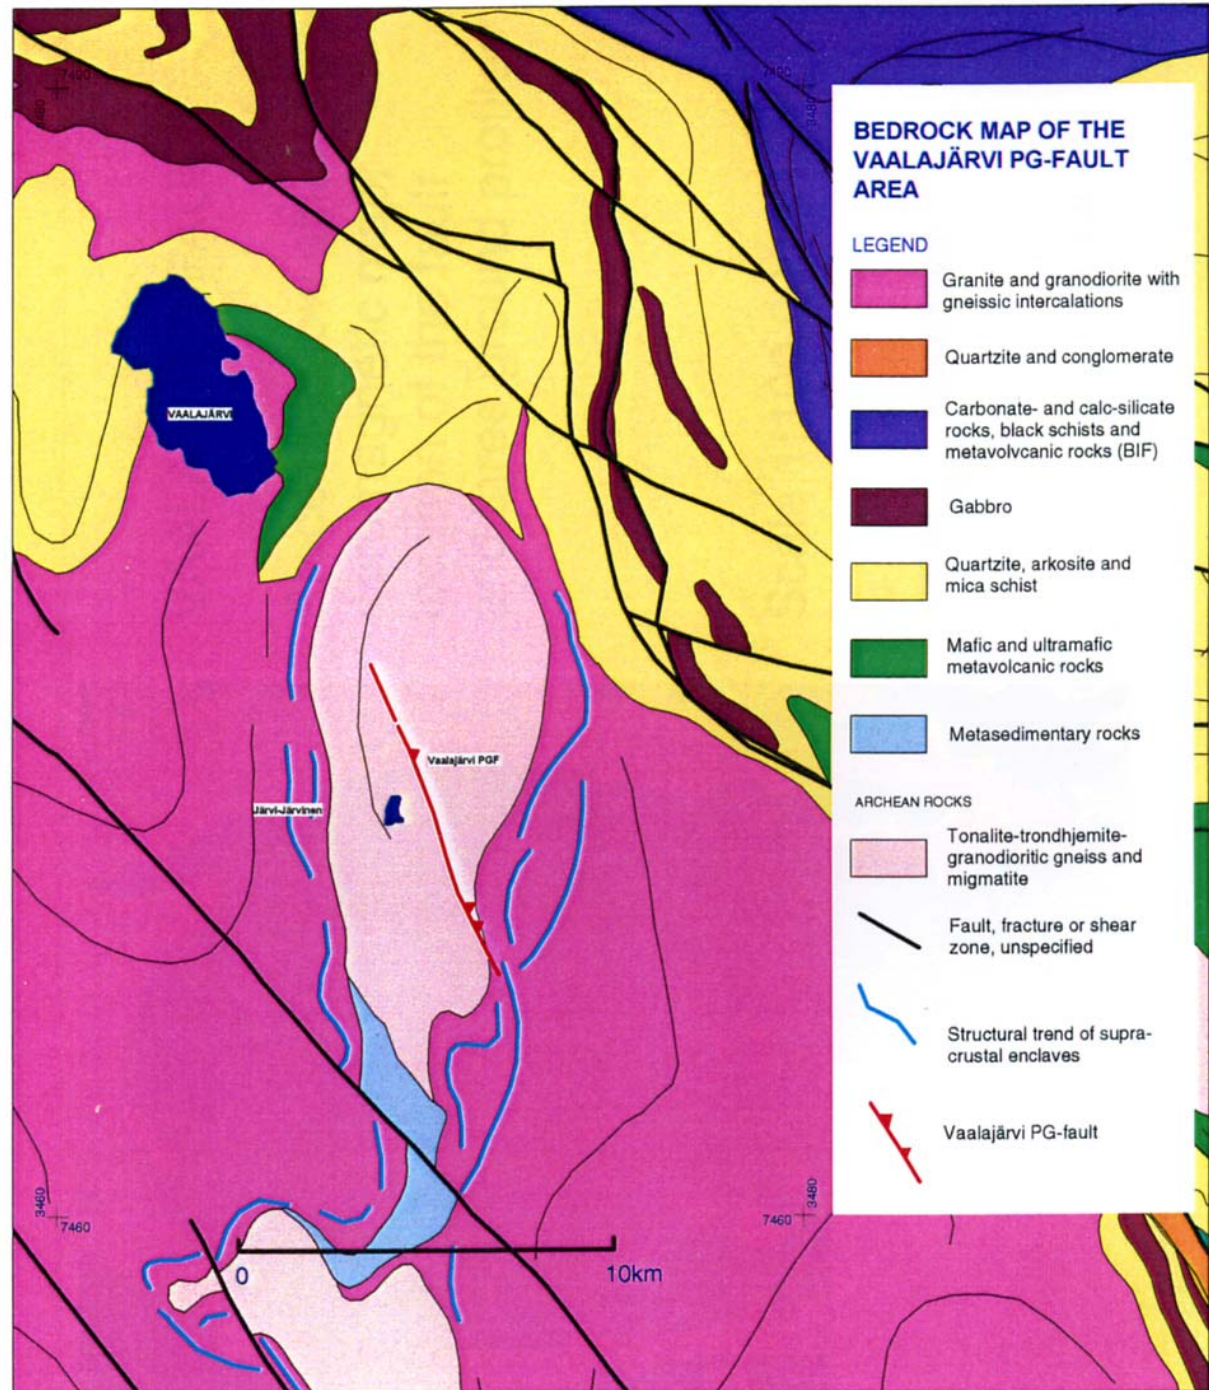 7490
3460
7490
3480
BEDROCK MAP OF THE
VAALAJÄRVI PG-FAULT
AREA
LEGEND
Granite and granodiorite with
gneissic intercalations
Quartzite and conglomerate
Carbonate- and calc-silicate
rocks, black schists and
metavolvcanic rocks (BIF)
Gabbro
Quartzite, arkosite and
mica schist
Mafic and ultramafic
metavolcanic rocks
Metasedimentary rocks
ARCHEAN ROCKS
Tonalite-trondhjemite-
granodioritic gneiss and
migmatite
Fault, fracture or shear
zone, unspecified
Structural trend of supra-
crustal enclaves
Vaalajärvi PG-fault
VAALAJÄRVI
Vaalajärvi PGF
Järvi-Järvinen
3460
7460
3480
7460
0
10km